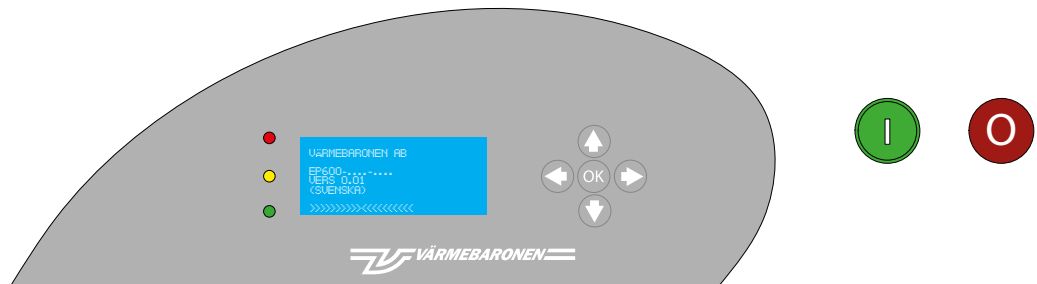 VÄRMEBARONEN AB
EP600-....-....
VERS 0.01
(SVENSKA)
>>>>>>>>>><<<<<<<<<<
OK
I
O
VÄRMEBARONEN